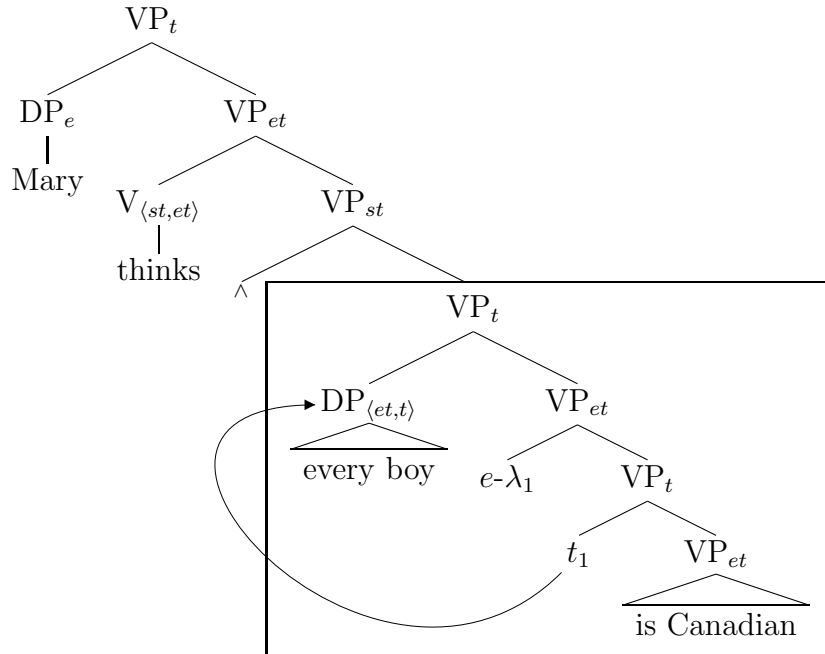 VP_t
DP_e VP_et
Mary
V_⟨st,et⟩ VP_st
thinks
^
VP_t
DP_⟨et,t⟩ VP_et
every boy e-λ_1 VP_t
t_1 VP_et
is Canadian